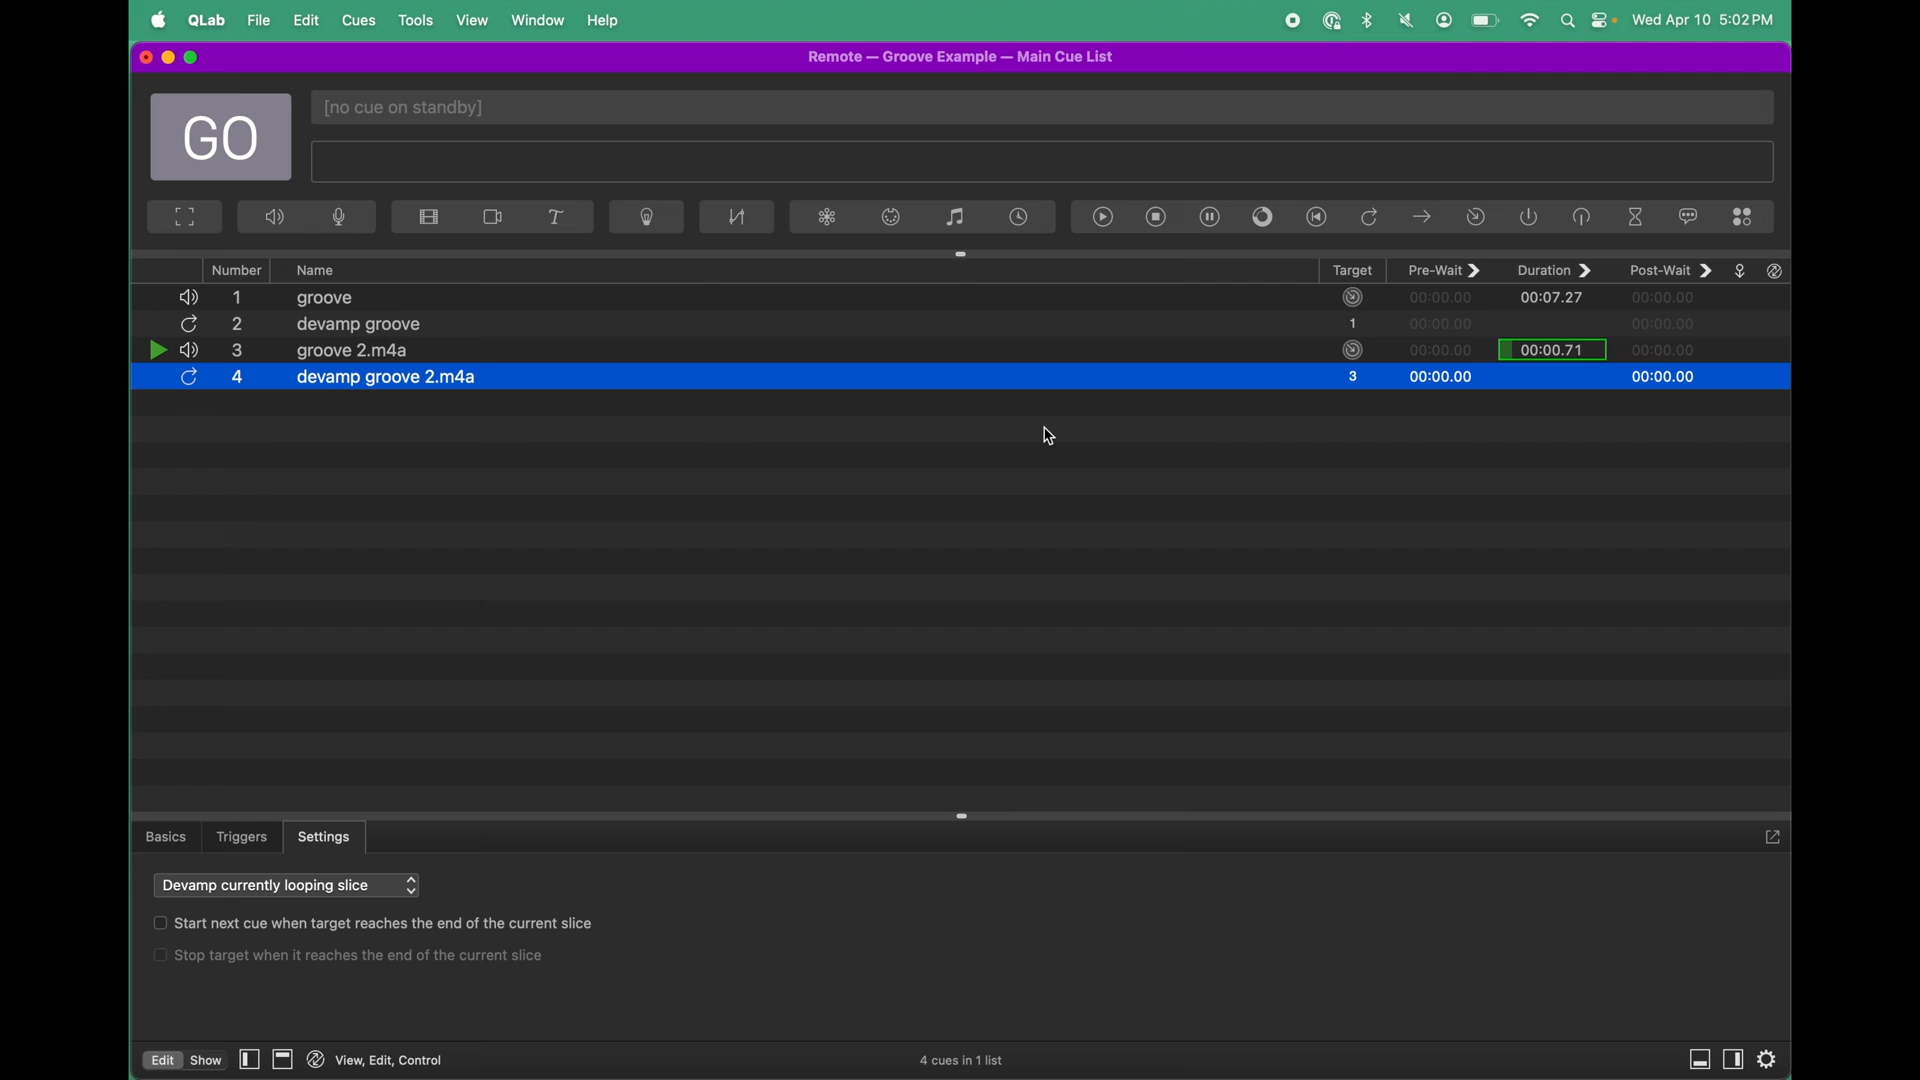 QLab File Edit Cues Tools View Window Help Wed Apr 10 5:02 PM
Remote — Groove Example — Main Cue List
GO
[no cue on standby]
Number Name Target Pre-Wait Duration Post-Wait
1 groove 00:00.00 00:07.27 00:00.00
2 devamp groove 1 00:00.00 00:00.00
3 groove 2.m4a 00:00.00 00:00.71 00:00.00
4 devamp groove 2.m4a 3 00:00.00 00:00.00
Basics Triggers Settings
Devamp currently looping slice
Start next cue when target reaches the end of the current slice
Stop target when it reaches the end of the current slice
Edit Show View, Edit, Control 4 cues in 1 list